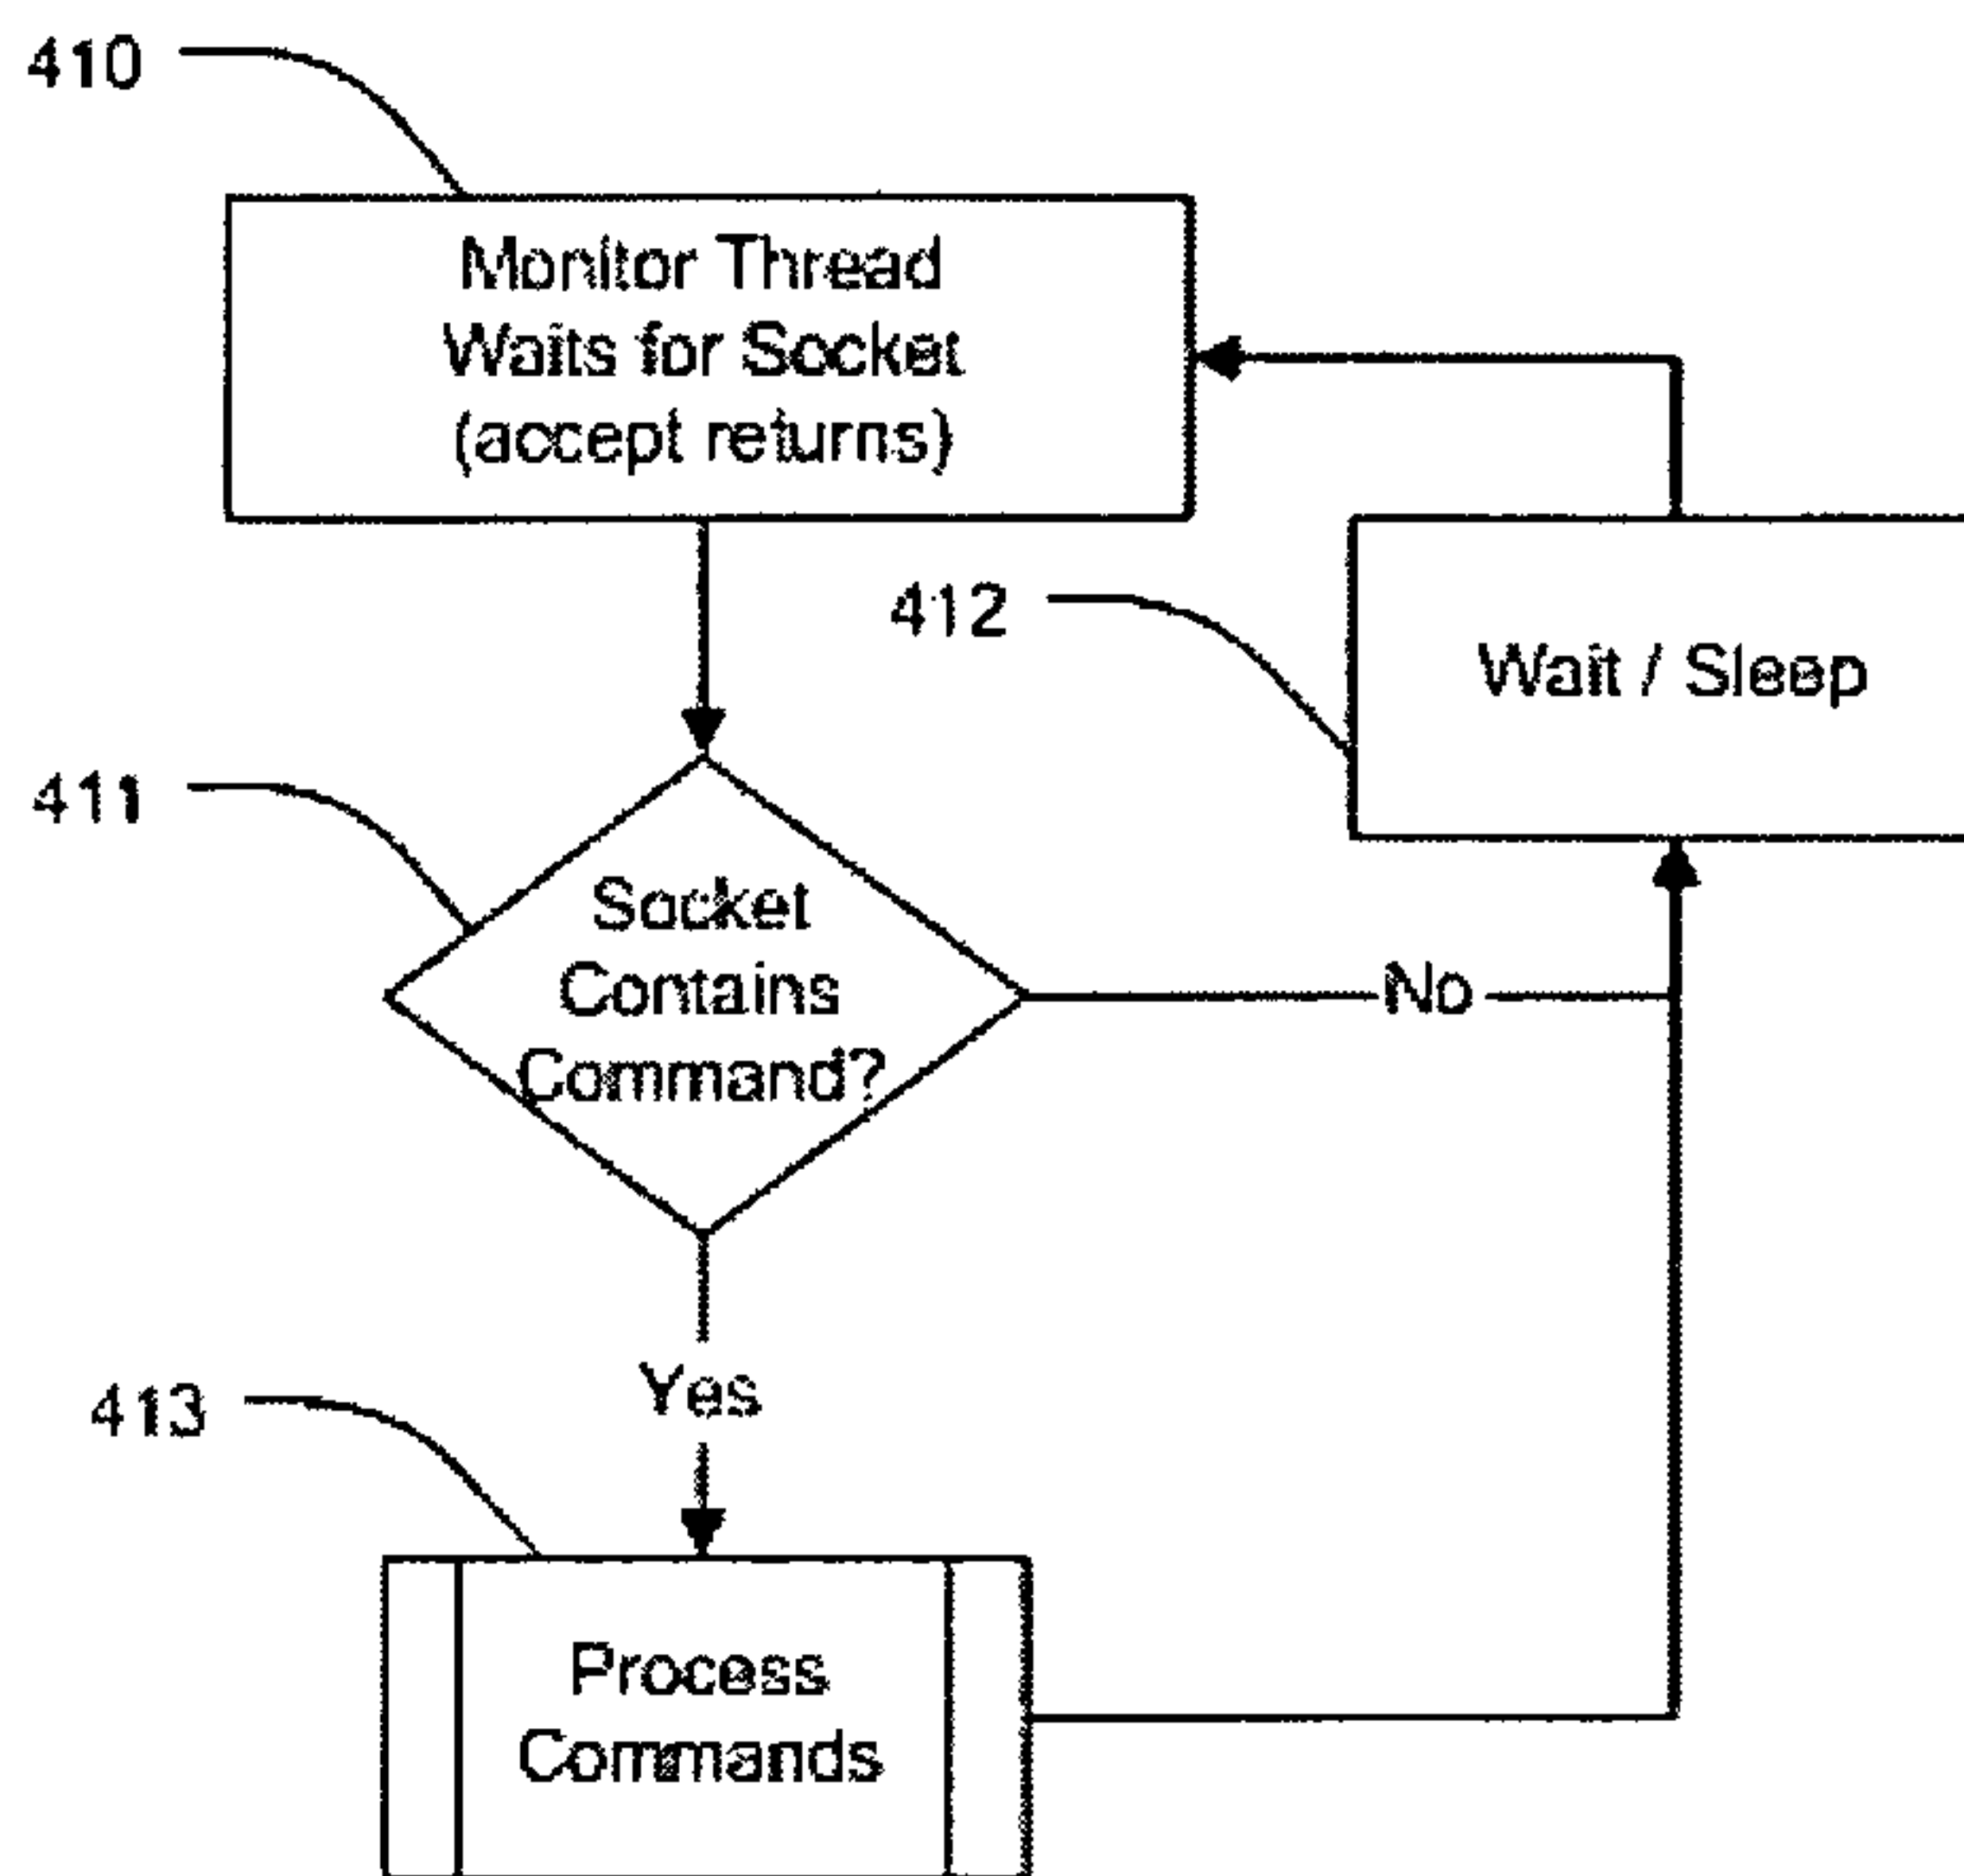 410
Monitor Thread
Waits for Socket
(accept returns)
412
Wait / Sleep
411
Socket
Contains
Command?
No
Yes
413
Process
Commands